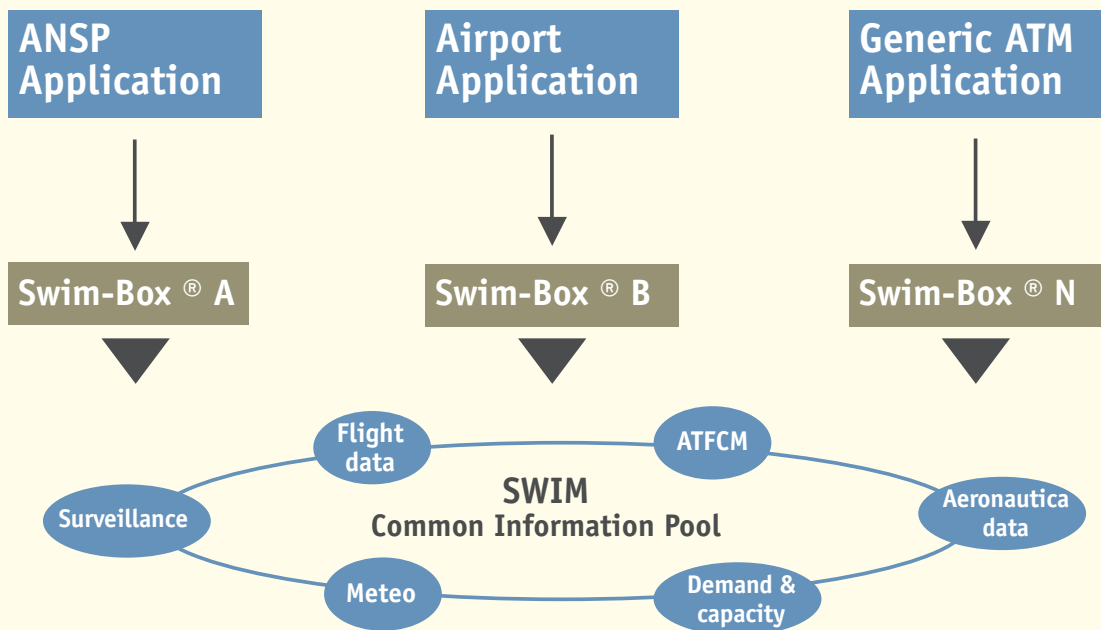 ANSP
Application
Airport
Application
Generic ATM
Application
Swim-Box ® A
Swim-Box ® B
Swim-Box ® N
Flight
data
ATFCM
Surveillance
SWIM
Common Information Pool
Aeronautica
data
Meteo
Demand &
capacity